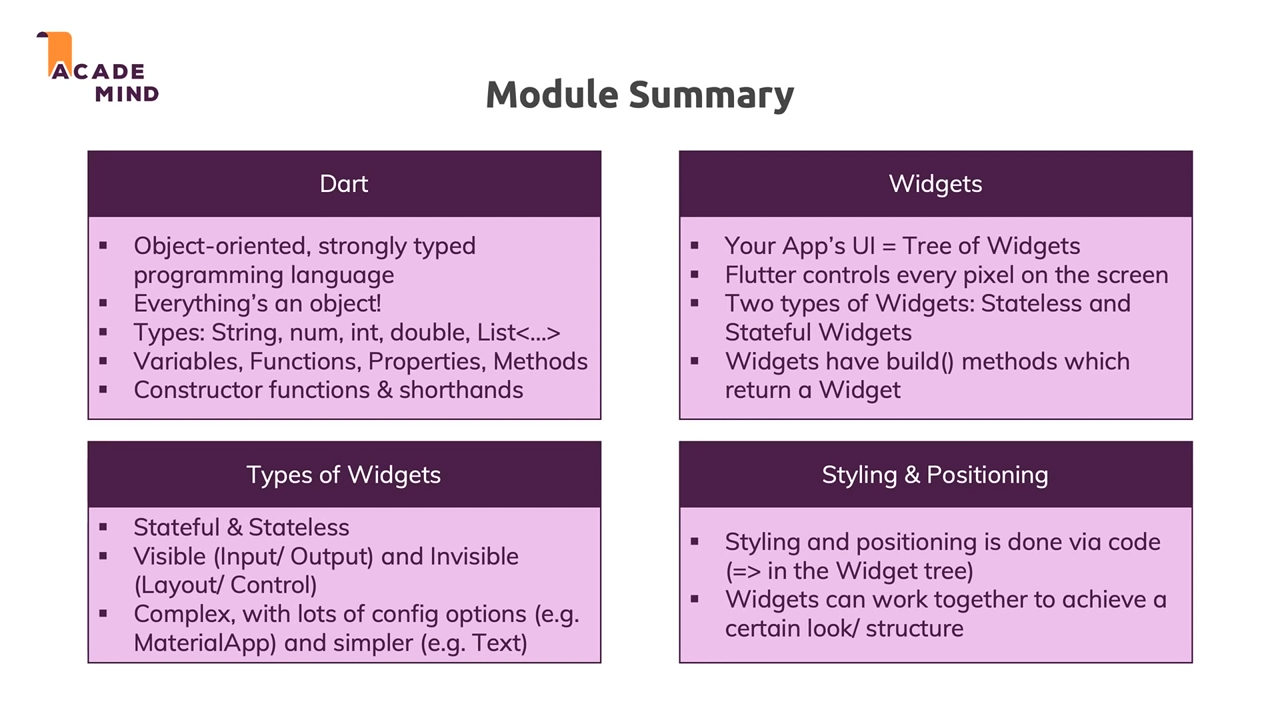 ACADE
MIND
Module Summary
Dart
▪ Object-oriented, strongly typed
programming language
▪ Everything’s an object!
▪ Types: String, num, int, double, List<...>
▪ Variables, Functions, Properties, Methods
▪ Constructor functions & shorthands
Widgets
▪ Your App’s UI = Tree of Widgets
▪ Flutter controls every pixel on the screen
▪ Two types of Widgets: Stateless and
Stateful Widgets
▪ Widgets have build() methods which
return a Widget
Types of Widgets
▪ Stateful & Stateless
▪ Visible (Input/ Output) and Invisible
(Layout/ Control)
▪ Complex, with lots of config options (e.g.
MaterialApp) and simpler (e.g. Text)
Styling & Positioning
▪ Styling and positioning is done via code
(=> in the Widget tree)
▪ Widgets can work together to achieve a
certain look/ structure